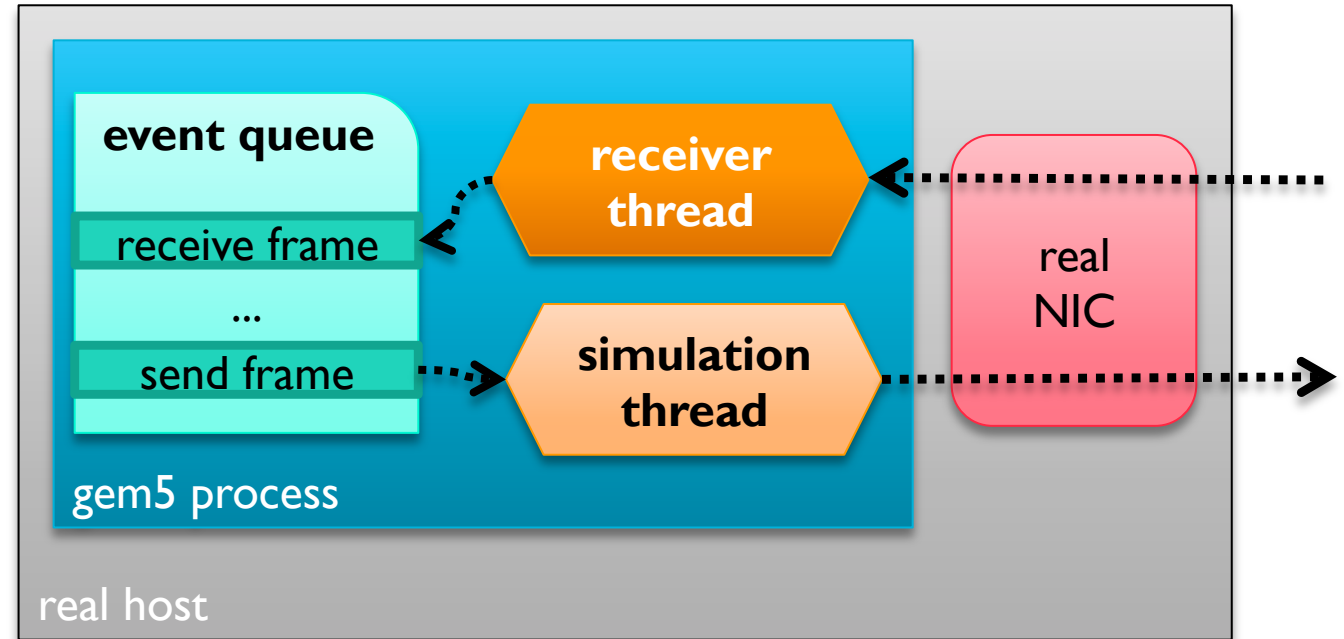 event queue
receive frame
...
send frame
receiver
thread
simulation
thread
real
NIC
gem5 process
real host